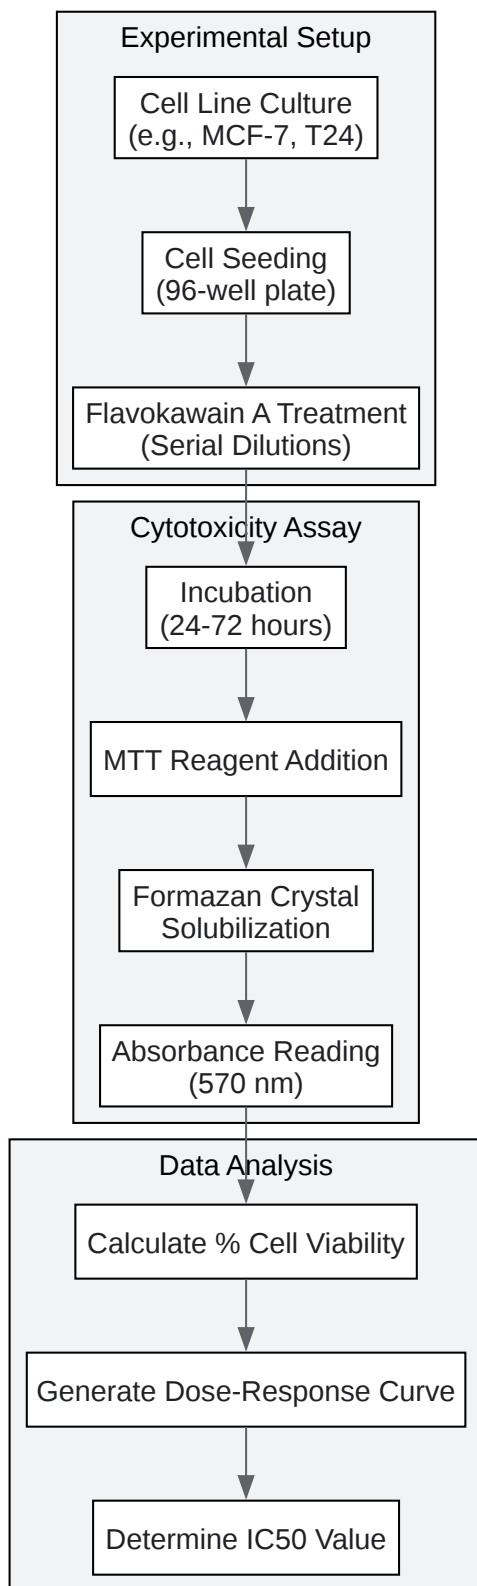 Experimental Setup
Cell Line Culture
(e.g., MCF-7, T24)
Cell Seeding
(96-well plate)
Flavokawain A Treatment
(Serial Dilutions)
Cytotoxicity Assay
Incubation
(24-72 hours)
MTT Reagent Addition
Formazan Crystal
Solubilization
Absorbance Reading
(570 nm)
Data Analysis
Calculate % Cell Viability
Generate Dose-Response Curve
Determine IC50 Value